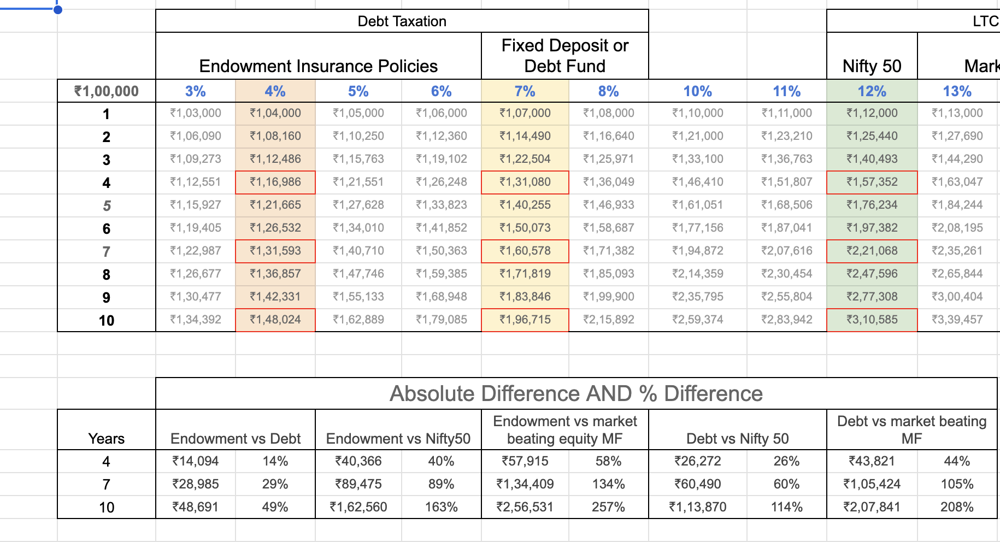 Debt Taxation LTC
Endowment Insurance Policies Fixed Deposit or Debt Fund Nifty 50 Mark
₹1,00,000 3% 4% 5% 6% 7% 8% 10% 11% 12% 13%
1 ₹1,03,000 ₹1,04,000 ₹1,05,000 ₹1,06,000 ₹1,07,000 ₹1,08,000 ₹1,10,000 ₹1,11,000 ₹1,12,000 ₹1,13,000
2 ₹1,06,090 ₹1,08,160 ₹1,10,250 ₹1,12,360 ₹1,14,490 ₹1,16,640 ₹1,21,000 ₹1,23,210 ₹1,25,440 ₹1,27,690
3 ₹1,09,273 ₹1,12,486 ₹1,15,763 ₹1,19,102 ₹1,22,504 ₹1,25,971 ₹1,33,100 ₹1,36,763 ₹1,40,493 ₹1,44,290
4 ₹1,12,551 ₹1,16,986 ₹1,21,551 ₹1,26,248 ₹1,31,080 ₹1,36,049 ₹1,46,410 ₹1,51,807 ₹1,57,352 ₹1,63,047
5 ₹1,15,927 ₹1,21,665 ₹1,27,628 ₹1,33,823 ₹1,40,255 ₹1,46,933 ₹1,61,051 ₹1,68,506 ₹1,76,234 ₹1,84,244
6 ₹1,19,405 ₹1,26,532 ₹1,34,010 ₹1,41,852 ₹1,50,073 ₹1,58,687 ₹1,77,156 ₹1,87,041 ₹1,97,382 ₹2,08,195
7 ₹1,22,987 ₹1,31,593 ₹1,40,710 ₹1,50,363 ₹1,60,578 ₹1,71,382 ₹1,94,872 ₹2,07,616 ₹2,21,068 ₹2,35,261
8 ₹1,26,677 ₹1,36,857 ₹1,47,746 ₹1,59,385 ₹1,71,819 ₹1,85,093 ₹2,14,359 ₹2,30,454 ₹2,47,596 ₹2,65,844
9 ₹1,30,477 ₹1,42,331 ₹1,55,133 ₹1,68,948 ₹1,83,846 ₹1,99,900 ₹2,35,795 ₹2,55,804 ₹2,77,308 ₹3,00,404
10 ₹1,34,392 ₹1,48,024 ₹1,62,889 ₹1,79,085 ₹1,96,715 ₹2,15,892 ₹2,59,374 ₹2,83,942 ₹3,10,585 ₹3,39,457
Absolute Difference AND % Difference
Years Endowment vs Debt Endowment vs Nifty50 Endowment vs market beating equity MF Debt vs Nifty 50 Debt vs market beating MF
4 ₹14,094 14% ₹40,366 40% ₹57,915 58% ₹26,272 26% ₹43,821 44%
7 ₹28,985 29% ₹89,475 89% ₹1,34,409 134% ₹60,490 60% ₹1,05,424 105%
10 ₹48,691 49% ₹1,62,560 163% ₹2,56,531 257% ₹1,13,870 114% ₹2,07,841 208%